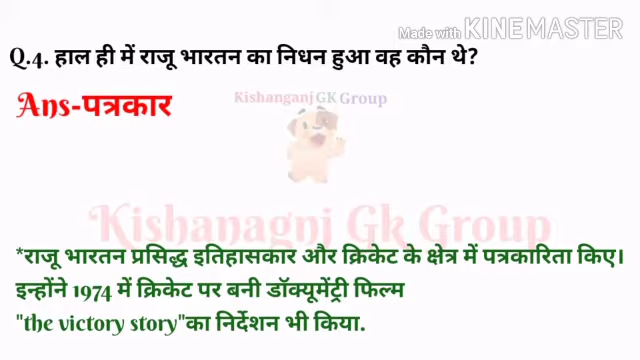 Made with KINEMASTER
Q.4. हाल ही में राजू भारतन का निधन हुआ वह कौन थे?
Ans-पत्रकार
Kishanganj GK Group
Kishanagnj Gk Group
*राजू भारतन प्रसिद्ध इतिहासकार और क्रिकेट के क्षेत्र में पत्रकारिता किए।
इन्होंने 1974 में क्रिकेट पर बनी डॉक्यूमेंट्री फिल्म
"the victory story"का निर्देशन भी किया.